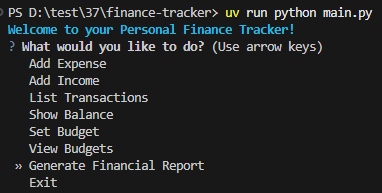 PS D:\test\37\finance-tracker> uv run python main.py
Welcome to your Personal Finance Tracker!
? What would you like to do? (Use arrow keys)
Add Expense
Add Income
List Transactions
Show Balance
Set Budget
View Budgets
» Generate Financial Report
Exit